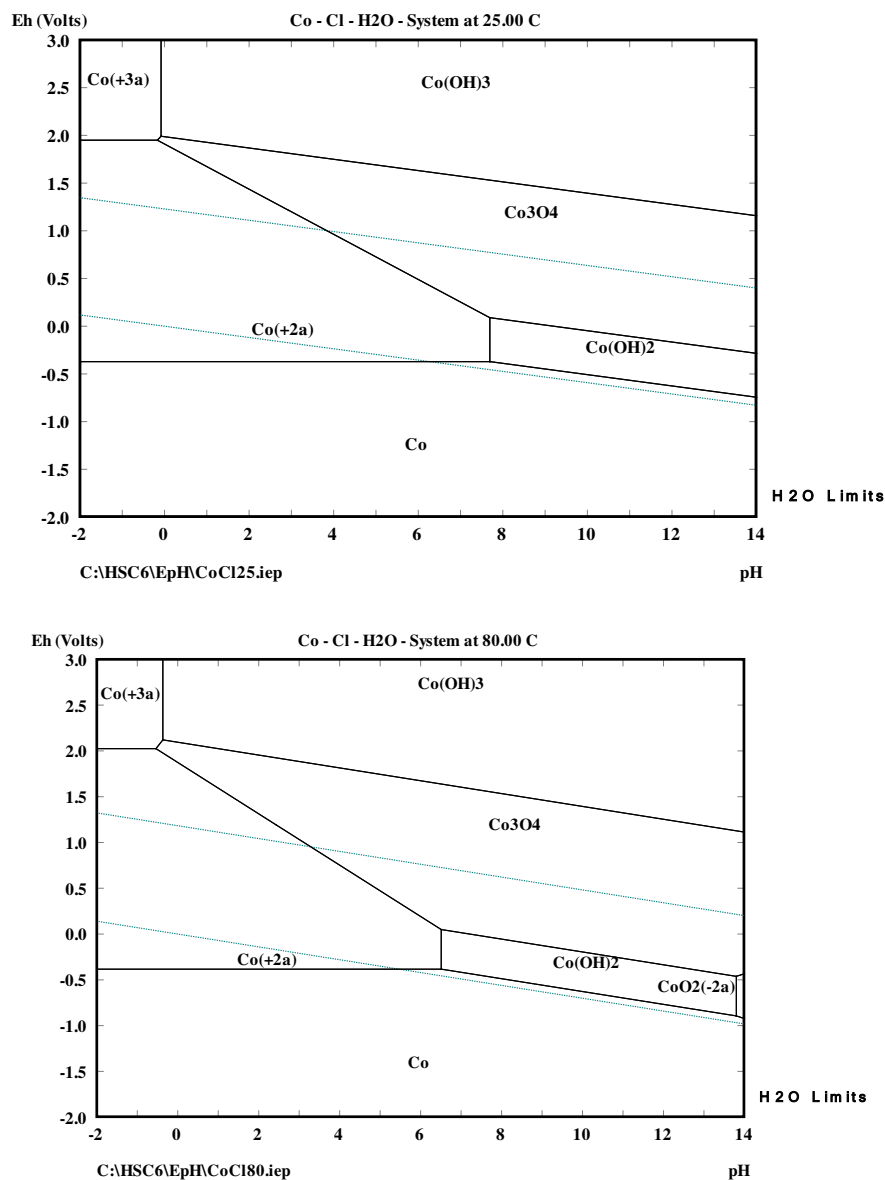 Eh (Volts) Co - Cl - H2O - System at 25.00 C
3.0
Co(+3a) Co(OH)3
2.5
2.0
1.5
Co3O4
1.0
0.5
0.0
Co(+2a)
Co(OH)2
-0.5
-1.0
Co
-1.5
H2O Limits
-2.0
-2 0 2 4 6 8 10 12 14
C:\HSC6\EpH\CoCl25.iep pH
Eh (Volts) Co - Cl - H2O - System at 80.00 C
3.0
Co(+3a) Co(OH)3
2.5
2.0
1.5
Co3O4
1.0
0.5
0.0
Co(+2a) Co(OH)2
-0.5
CoO2(-2a)
-1.0
Co
-1.5
H2O Limits
-2.0
-2 0 2 4 6 8 10 12 14
C:\HSC6\EpH\CoCl80.iep pH